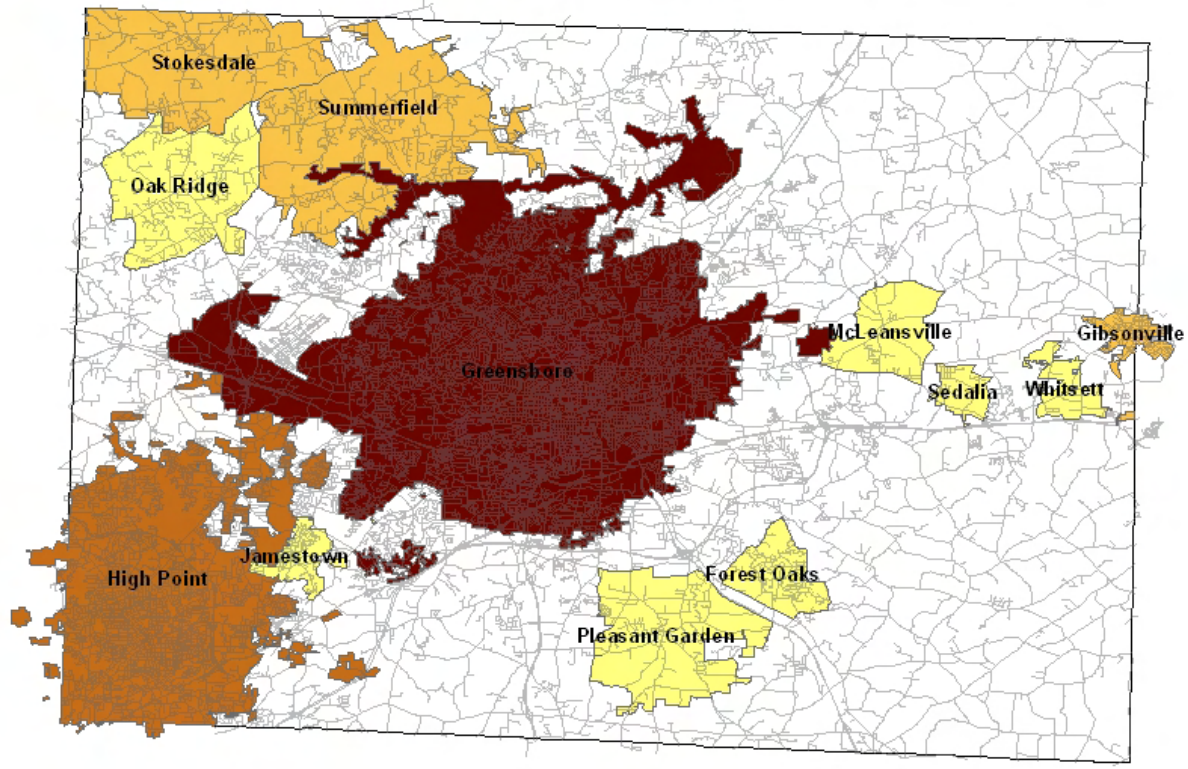 Stokesdale
Summerfield
Oak Ridge
McLeansville
Gibsonville
Greensboro
Sedalia
Whitsett
Jamestown
High Point
Forest Oaks
Pleasant Garden